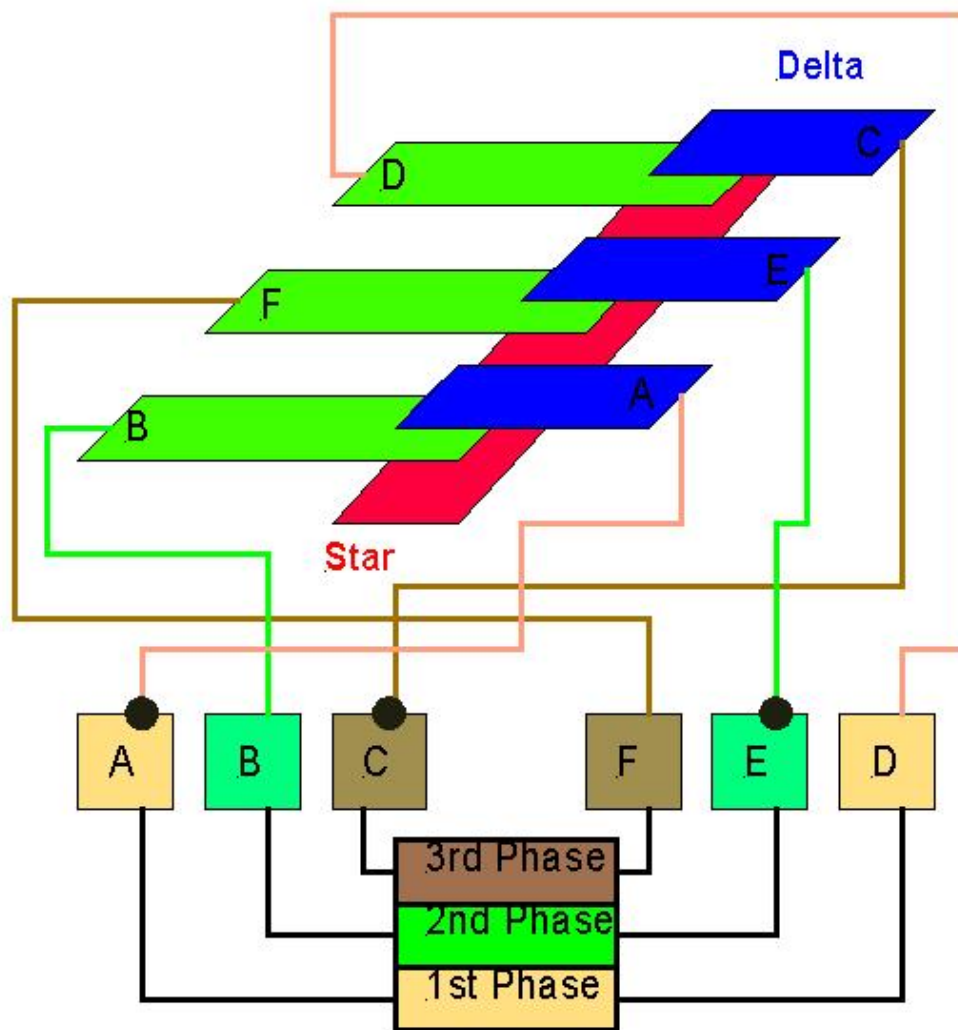 Delta
C
D
E
F
A
B
Star
A B C F E D
3rd Phase
2nd Phase
1st Phase